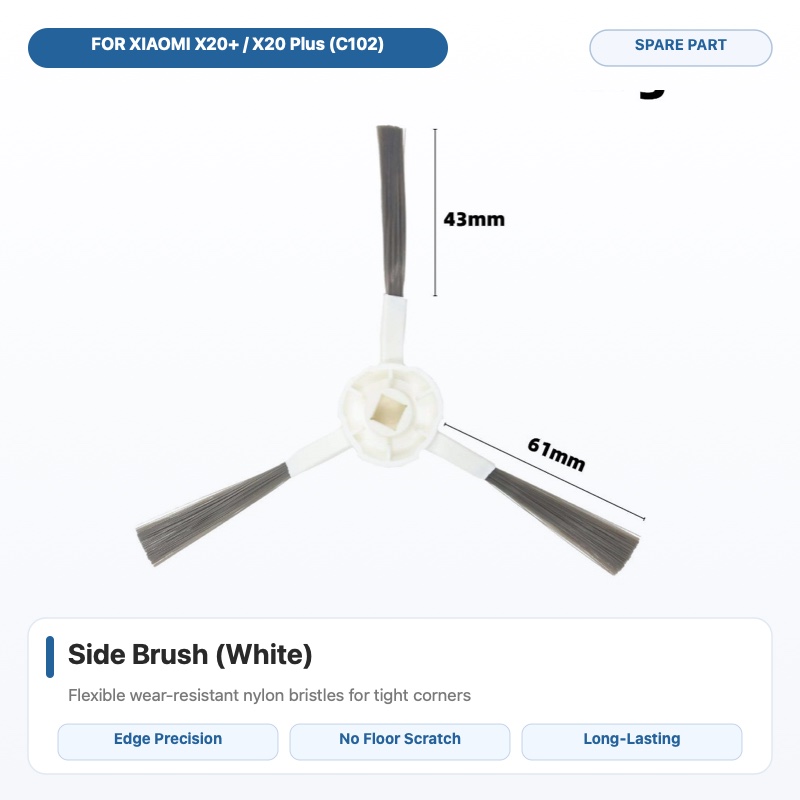 FOR XIAOMI X20+ / X20 Plus (C102)
SPARE PART
43mm
61mm
Side Brush (White)
Flexible wear-resistant nylon bristles for tight corners
Edge Precision
No Floor Scratch
Long-Lasting